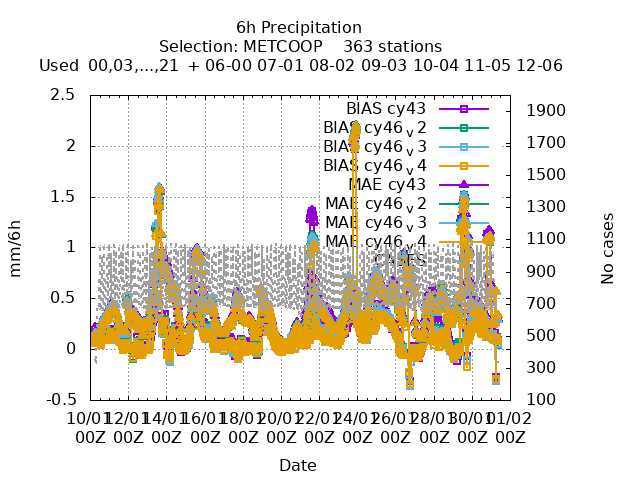 6h Precipitation
Selection: METCOOP    363 stations
Used  00,03,...,21  + 06-00 07-01 08-02 09-03 10-04 11-05 12-06
BIAS cy43
BIAS cy46_v2
BIAS cy46_v3
BIAS cy46_v4
MAE cy43
MAE cy46_v2
MAE cy46_v3
MAE cy46_v4
CASES
mm/6h
2.5
2
1.5
1
0.5
0
-0.5
No cases
1900
1700
1500
1300
1100
900
700
500
300
100
10/01 12/01 14/01 16/01 18/01 20/01 22/01 24/01 26/01 28/01 30/01 01/02
00Z 00Z 00Z 00Z 00Z 00Z 00Z 00Z 00Z 00Z 00Z 00Z
Date